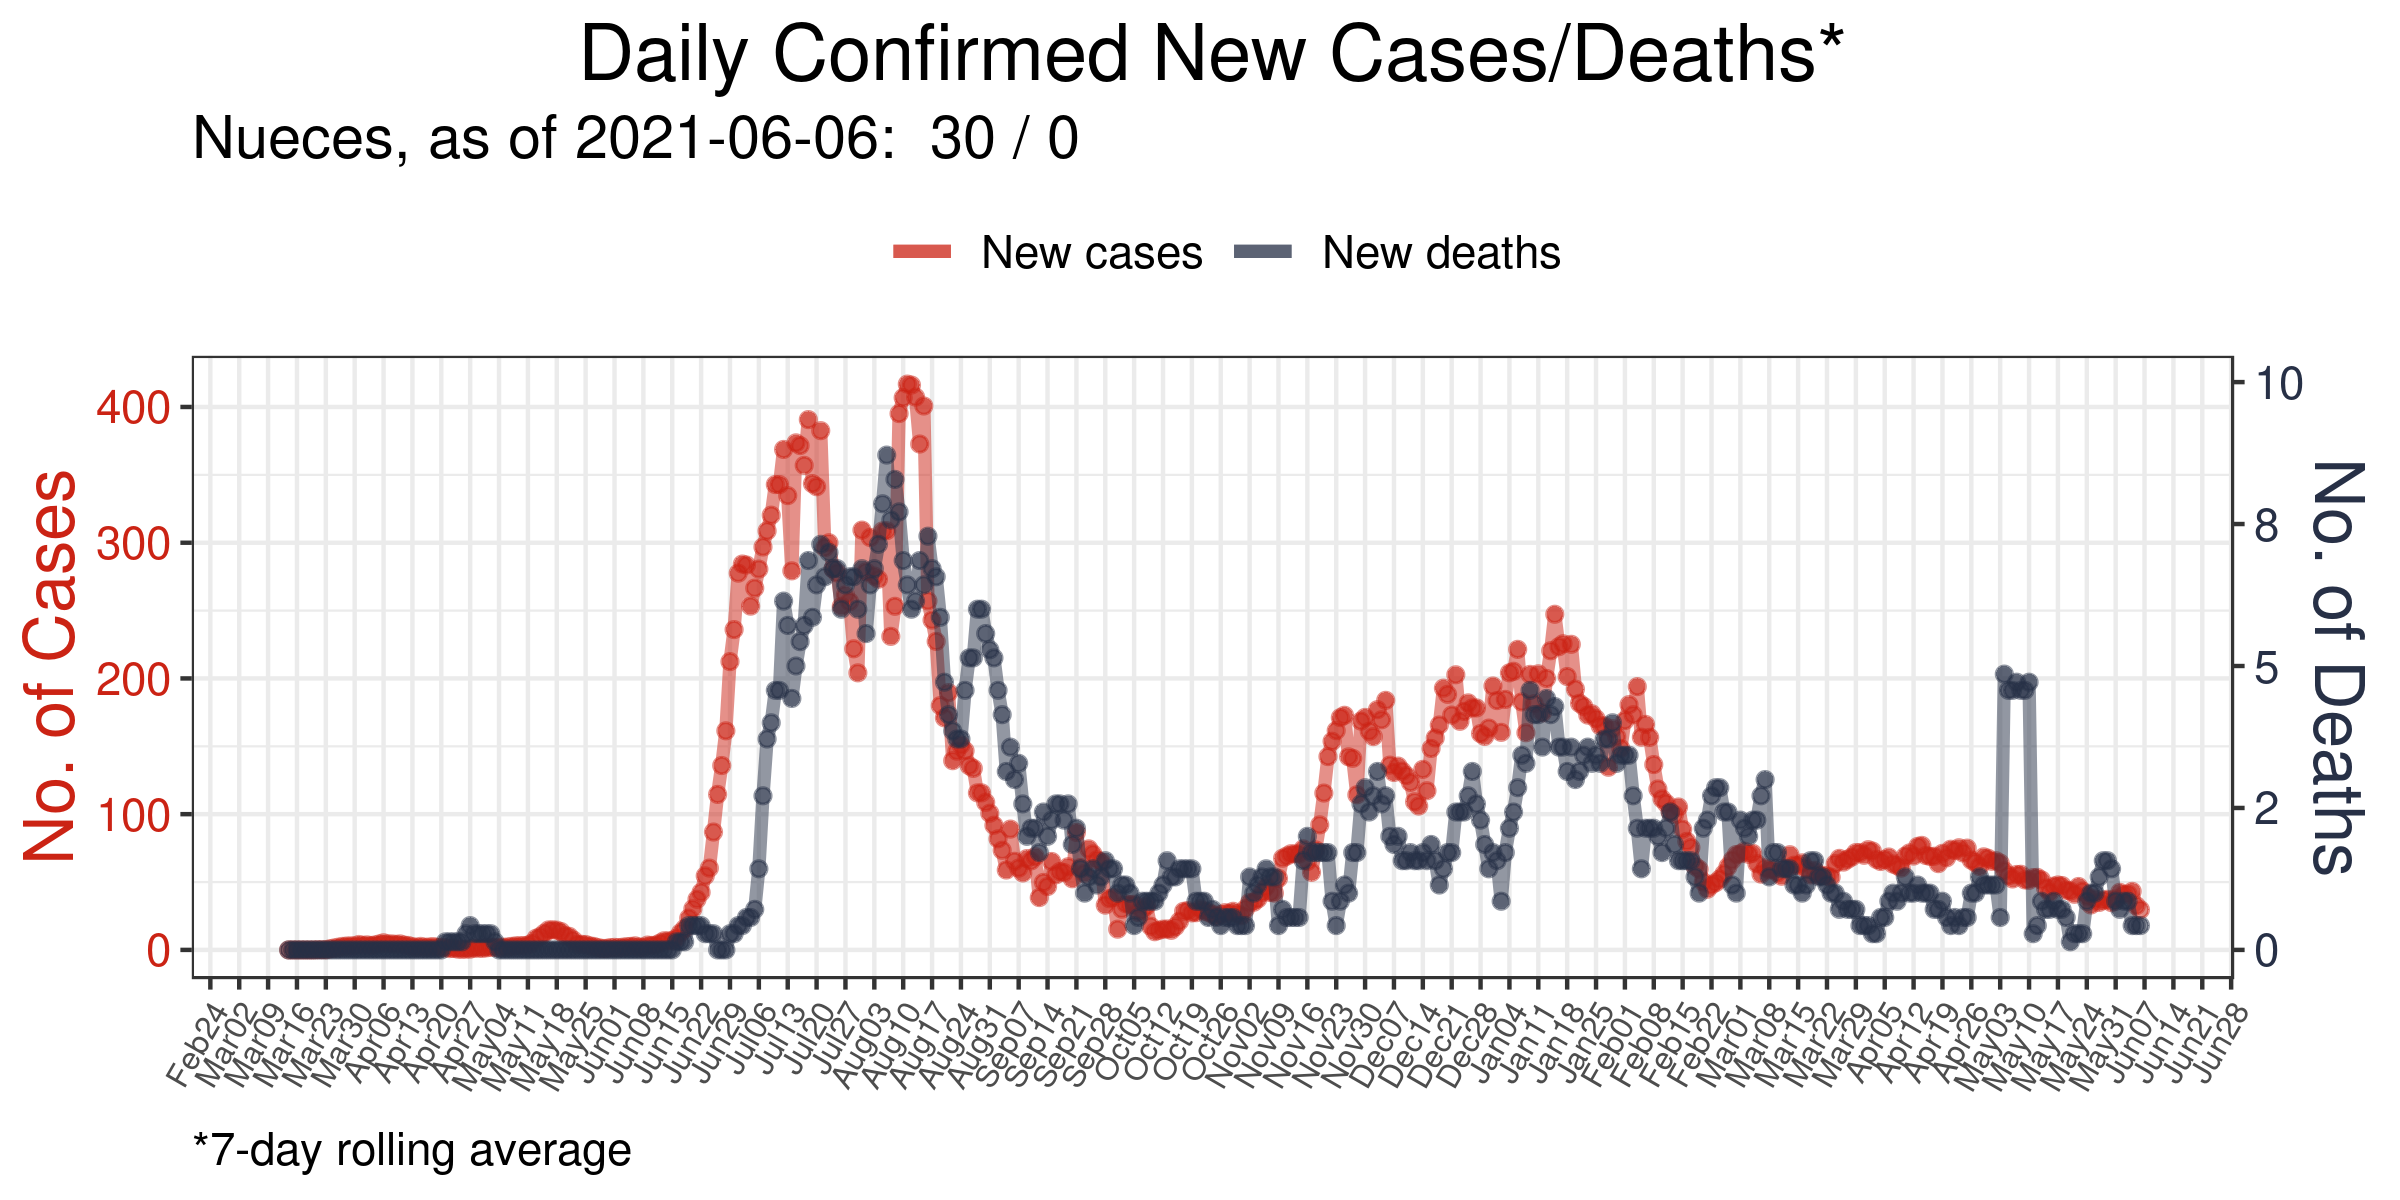 Daily Confirmed New Cases/Deaths*
Nueces, as of 2021-06-06:  30 / 0
New cases
New deaths
No. of Cases
400
300
200
100
0
10
8
5
2
0
No. of Deaths
Feb24
Mar02
Mar09
Mar16
Mar23
Mar30
Apr06
Apr13
Apr20
Apr27
May04
May11
May18
May25
Jun01
Jun08
Jun15
Jun22
Jun29
Jul06
Jul13
Jul20
Jul27
Aug03
Aug10
Aug17
Aug24
Aug31
Sep07
Sep14
Sep21
Sep28
Oct05
Oct12
Oct19
Oct26
Nov02
Nov09
Nov16
Nov23
Nov30
Dec07
Dec14
Dec21
Dec28
Jan04
Jan11
Jan18
Jan25
Feb01
Feb08
Feb15
Feb22
Mar01
Mar08
Mar15
Mar22
Mar29
Apr05
Apr12
Apr19
Apr26
May03
May10
May17
May24
May31
Jun07
Jun14
Jun21
Jun28
*7-day rolling average